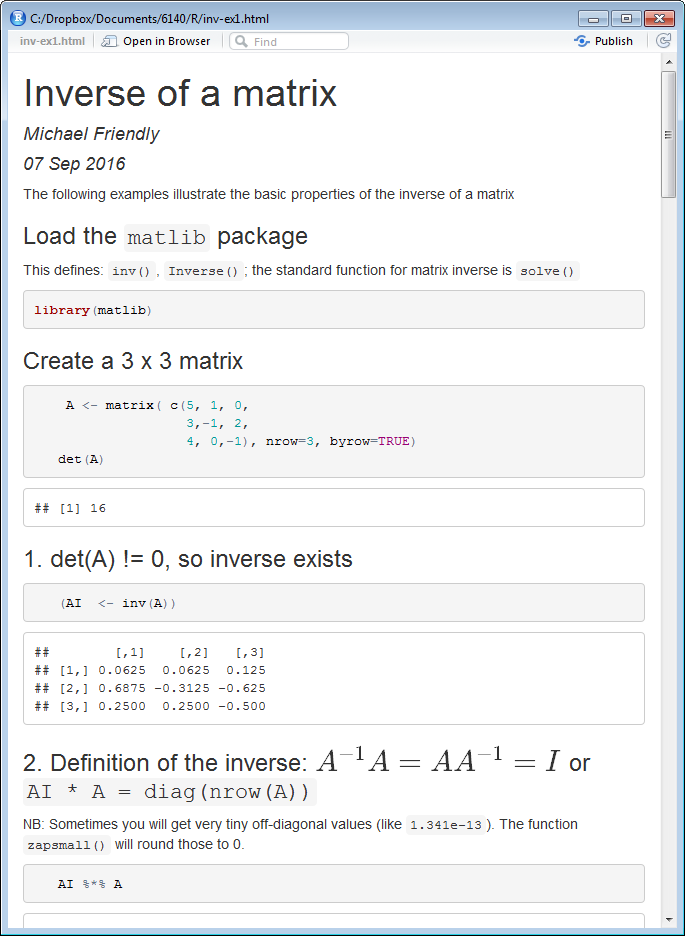 C:/Dropbox/Documents/6140/R/inv-ex1.html
inv-ex1.html Open in Browser Find Publish
Inverse of a matrix
Michael Friendly
07 Sep 2016
The following examples illustrate the basic properties of the inverse of a matrix
Load the matlib package
This defines: inv(), Inverse(); the standard function for matrix inverse is solve()
library(matlib)
Create a 3 x 3 matrix
A <- matrix( c(5, 1, 0,
3,-1, 2,
4, 0,-1), nrow=3, byrow=TRUE)
det(A)
## [1] 16
1. det(A) != 0, so inverse exists
(AI  <- inv(A))
##        [,1]    [,2]   [,3]
## [1,] 0.0625  0.0625  0.125
## [2,] 0.6875 -0.3125 -0.625
## [3,] 0.2500  0.2500 -0.500
2. Definition of the inverse: A⁻¹A = AA⁻¹ = I or
AI * A = diag(nrow(A))
NB: Sometimes you will get very tiny off-diagonal values (like 1.341e-13). The function
zapsmall() will round those to 0.
AI %*% A